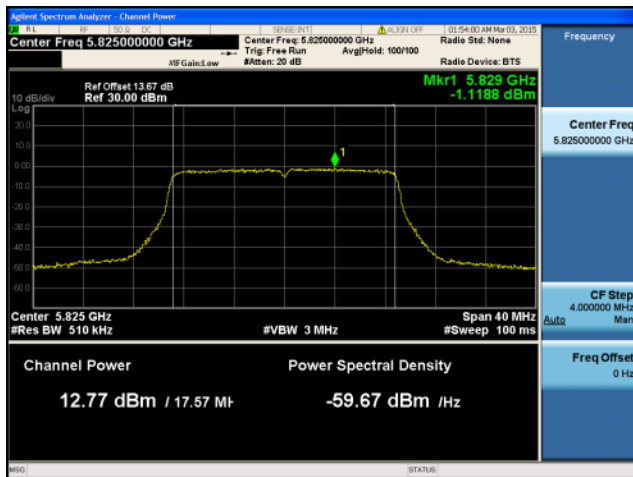 Agilent Spectrum Analyzer - Channel Power
RL RF 50 Ω DC SENSE:INT ALIGN OFF 01:54:00 AM Mar 03, 2015
Center Freq 5.825000000 GHz
Center Freq: 5.825000000 GHz
Radio Std: None
Trig: Free Run Avg|Hold: 100/100
#IFGain:Low #Atten: 20 dB Radio Device: BTS
Ref Offset 13.67 dB
10 dB/div Ref 30.00 dBm
Mkr1 5.829 GHz
-1.1188 dBm
Log
20.0
10.0
0.00
-10.0
-20.0
-30.0
-40.0
-50.0
-60.0
1
Center 5.825 GHz Span 40 MHz
#Res BW 510 kHz #VBW 3 MHz #Sweep 100 ms
Channel Power Power Spectral Density
12.77 dBm / 17.57 MH -59.67 dBm /Hz
MSG STATUS
Frequency
Center Freq
5.825000000 GHz
CF Step
4.000000 MHz
Auto Man
Freq Offset
0 Hz